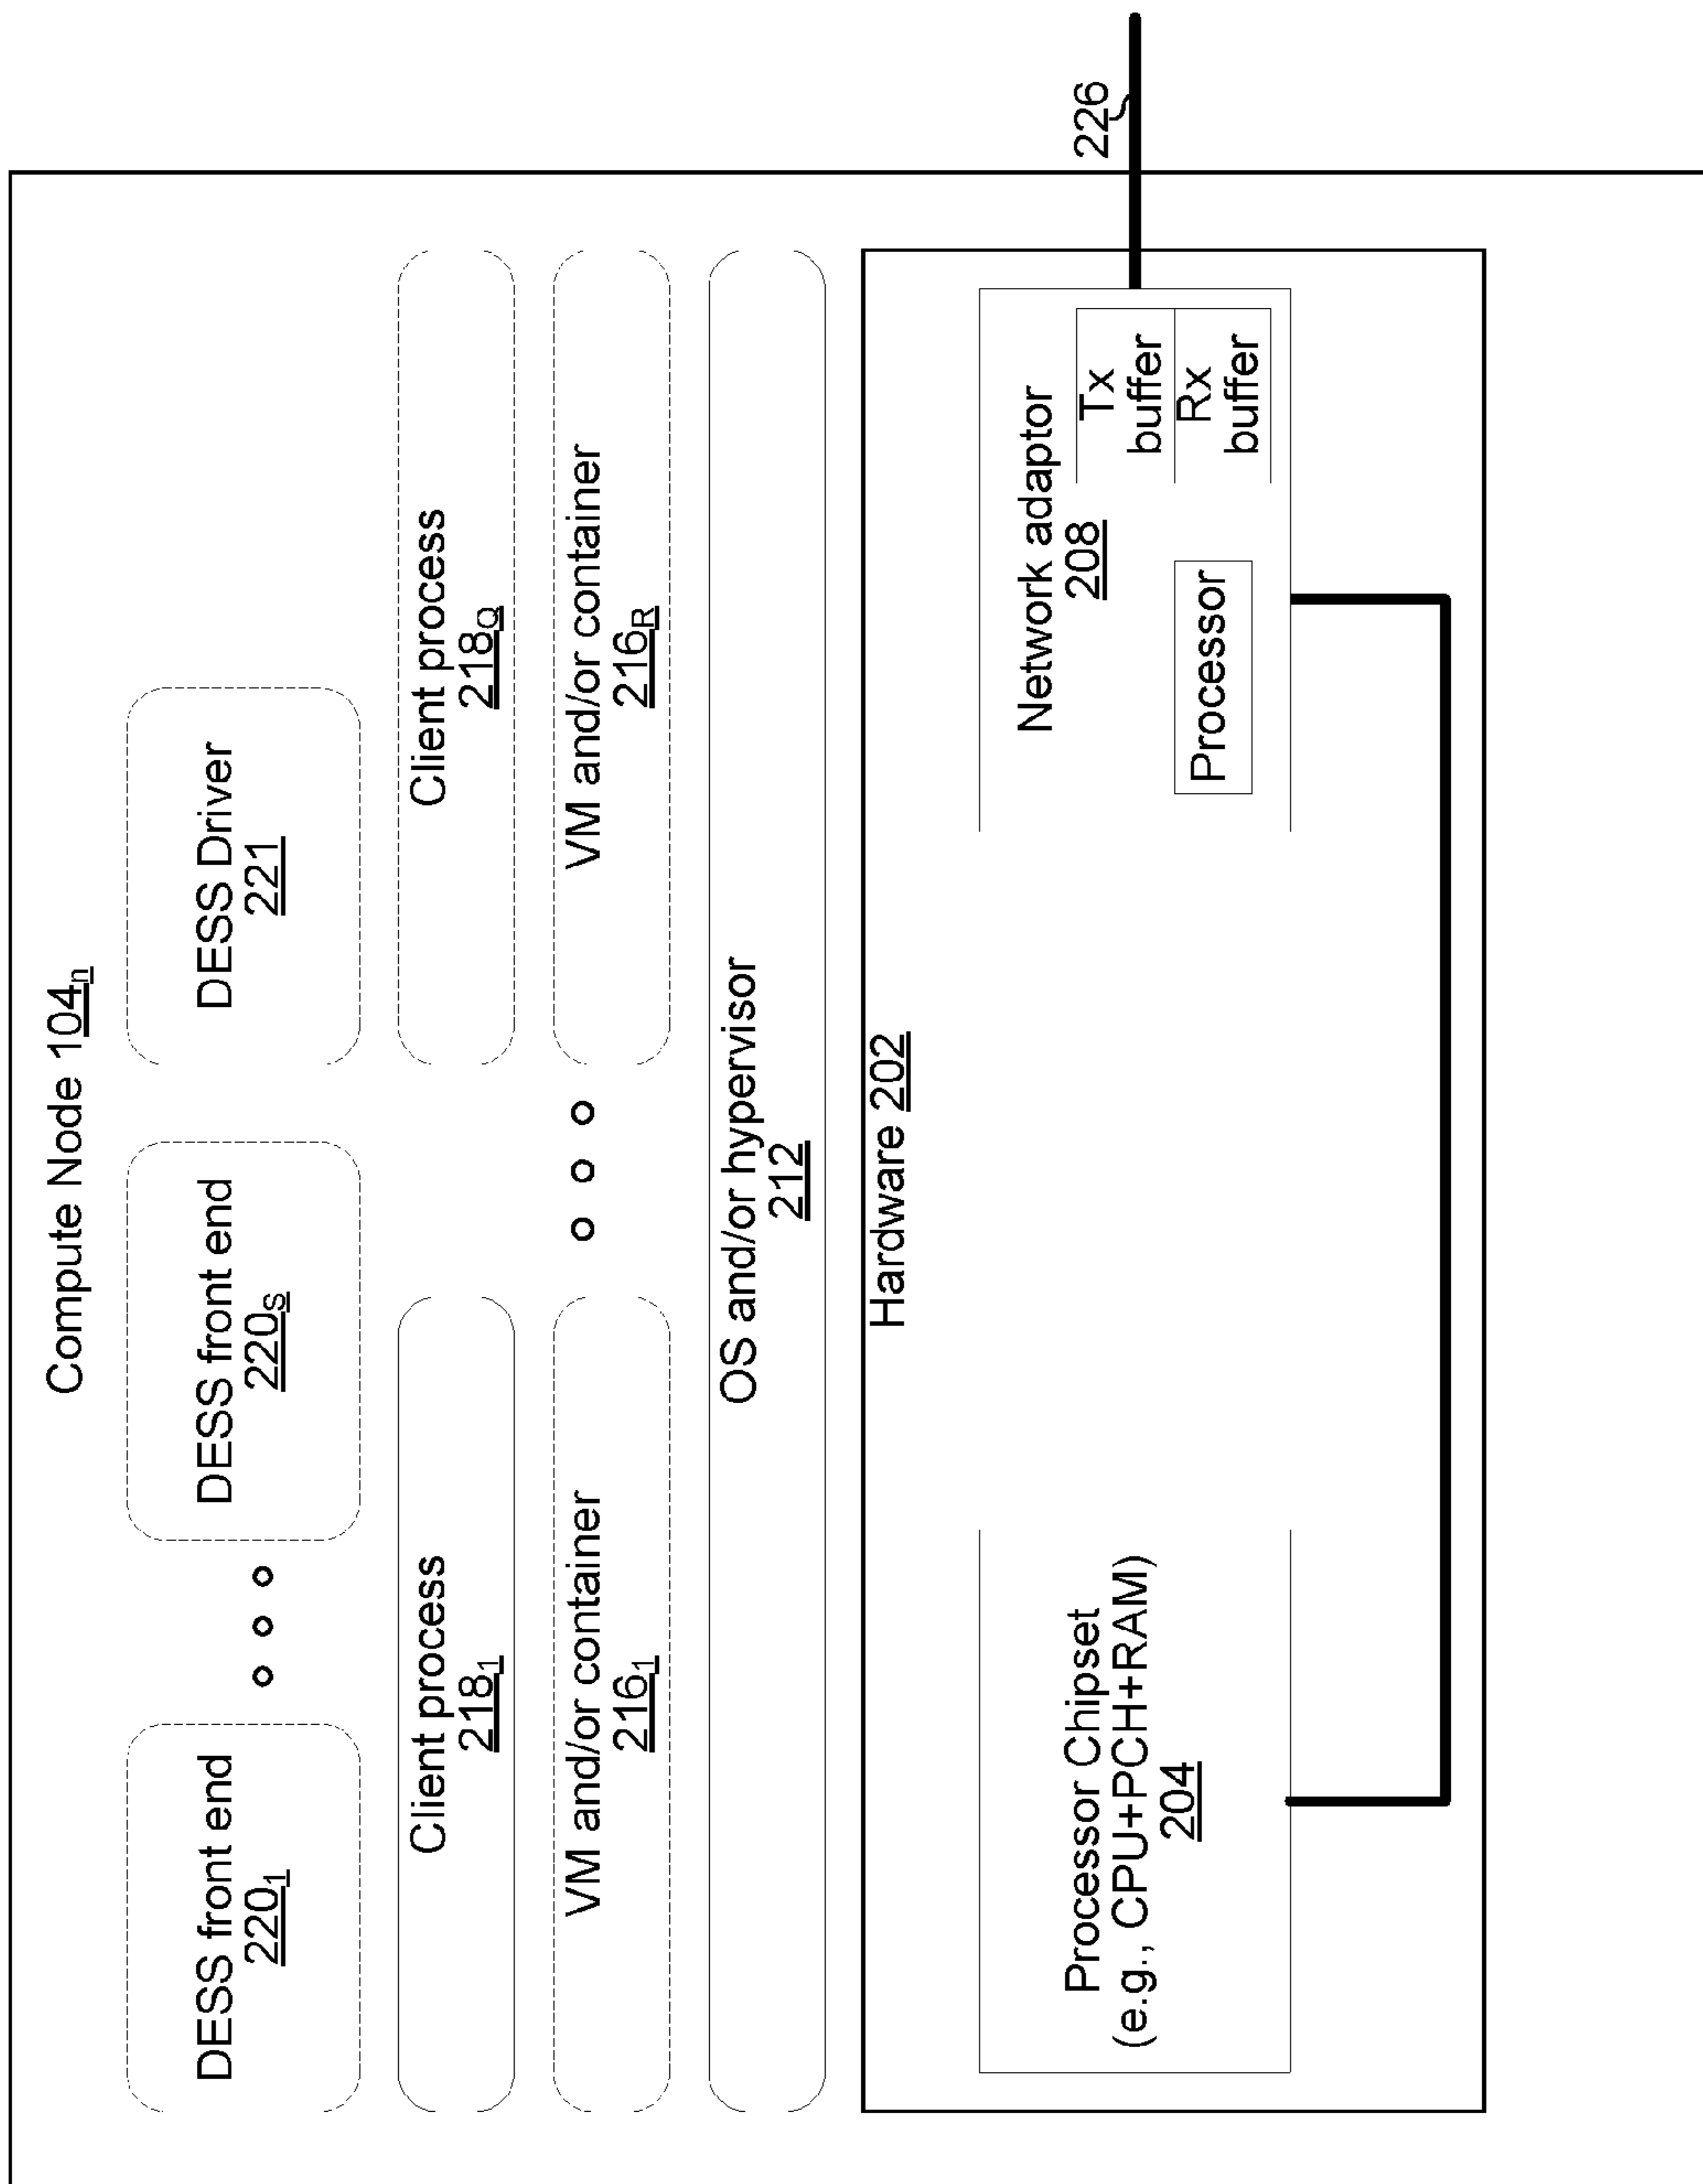 Compute Node 104n
DESS front end
2201
DESS front end
220S
DESS Driver
221
Client process
2181
Client process
218Q
VM and/or container
2161
VM and/or container
216R
OS and/or hypervisor
212
Hardware 202
Processor Chipset
(e.g., CPU+PCH+RAM)
204
Network adaptor
208
Processor
Tx
buffer
Rx
buffer
226